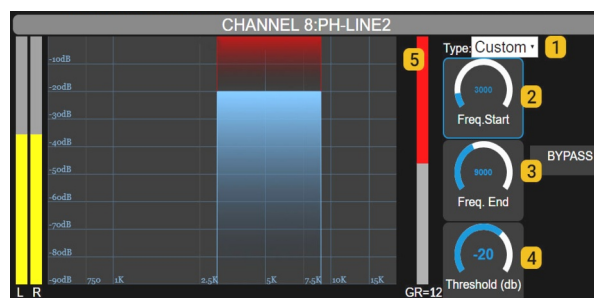 CHANNEL 8:PH-LINE2
Type: Custom 1
5
-10dB
-20dB
-30dB
-40dB
-50dB
-60dB
-70dB
-80dB
-90dB 750 1K 2.5K 5K 7.5K 10K 15K
3000 2
Freq.Start
BYPASS
9000 3
Freq. End
-20 4
Threshold (db)
L R GR=12